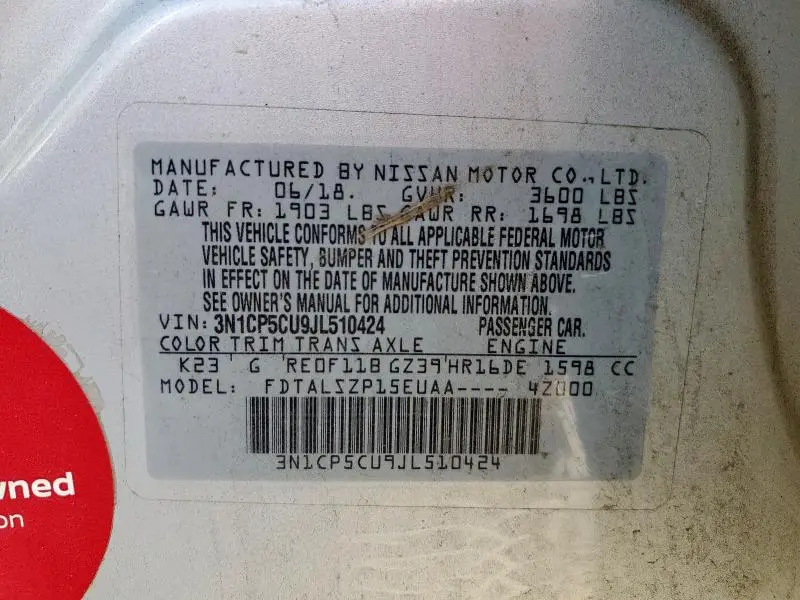 MANUFACTURED BY NISSAN MOTOR CO., LTD.
DATE: 06/18. GVWR: 3600 LBS
GAWR FR: 1903 LBS GAWR RR: 1698 LBS
THIS VEHICLE CONFORMS TO ALL APPLICABLE FEDERAL MOTOR
VEHICLE SAFETY, BUMPER AND THEFT PREVENTION STANDARDS
IN EFFECT ON THE DATE OF MANUFACTURE SHOWN ABOVE.
SEE OWNER'S MANUAL FOR ADDITIONAL INFORMATION.
VIN: 3N1CP5CU9JL510424 PASSENGER CAR.
COLOR TRIM TRANS AXLE ENGINE
K23 G RE0F11B GZ39 HR16DE 1598 CC
MODEL: FDTALSZP15EUAA---- 4Z000
3N1CP5CU9JL510424
wned
on